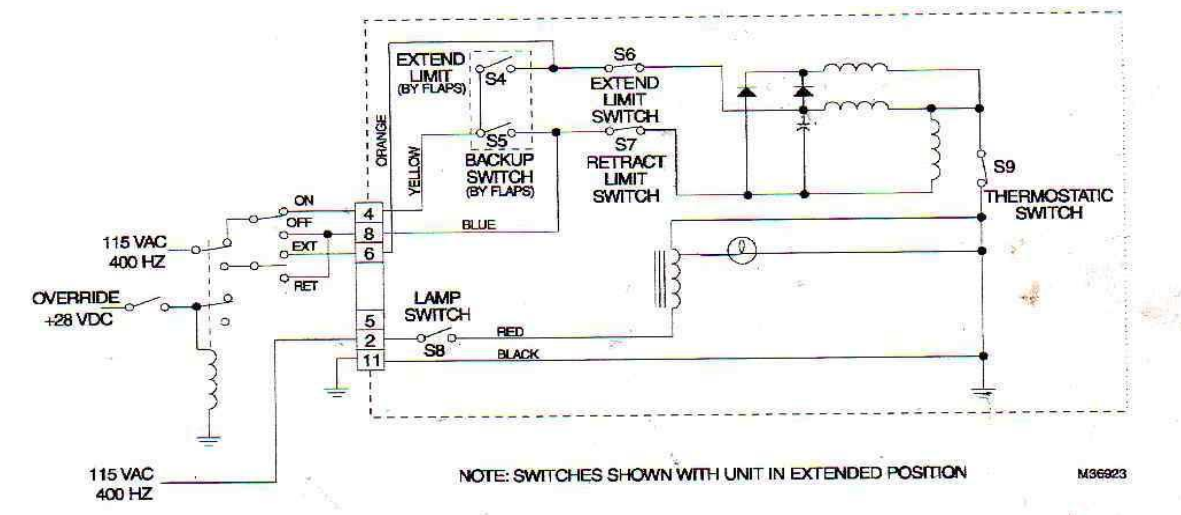 EXTEND
LIMIT
(BY FLAPS)
S4
S6
EXTEND
LIMIT
SWITCH
S5
BACKUP
SWITCH
(BY FLAPS)
S7
RETRACT
LIMIT
SWITCH
S9
THERMOSTATIC
SWITCH
ORANGE
YELLOW
BLUE
ON
OFF
EXT
RET
4
8
6
5
2
11
115 VAC
400 HZ
OVERRIDE
+28 VDC
LAMP
SWITCH
S8
RED
BLACK
115 VAC
400 HZ
NOTE: SWITCHES SHOWN WITH UNIT IN EXTENDED POSITION
M36923